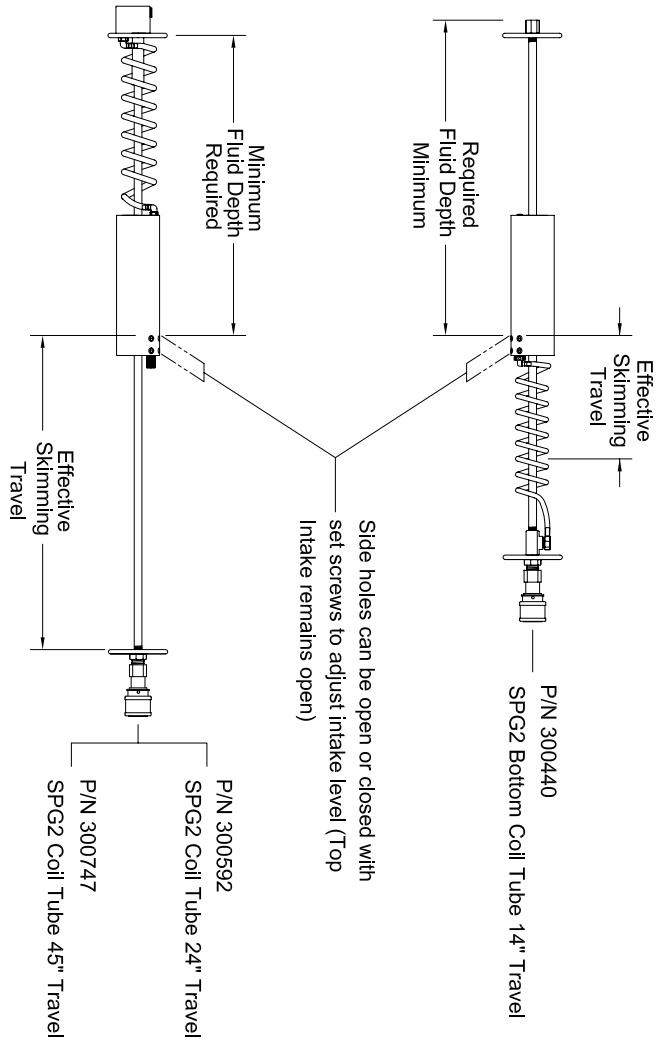 Effective
Skimming
Travel
P/N 300440
SPG2 Bottom Coil Tube 14" Travel
Required
Fluid Depth
Minimum
Side holes can be open or closed with
set screws to adjust intake level (Top
Intake remains open)
Minimum
Fluid Depth
Required
P/N 300592
SPG2 Coil Tube 24" Travel
P/N 300747
SPG2 Coil Tube 45" Travel
Effective
Skimming
Travel